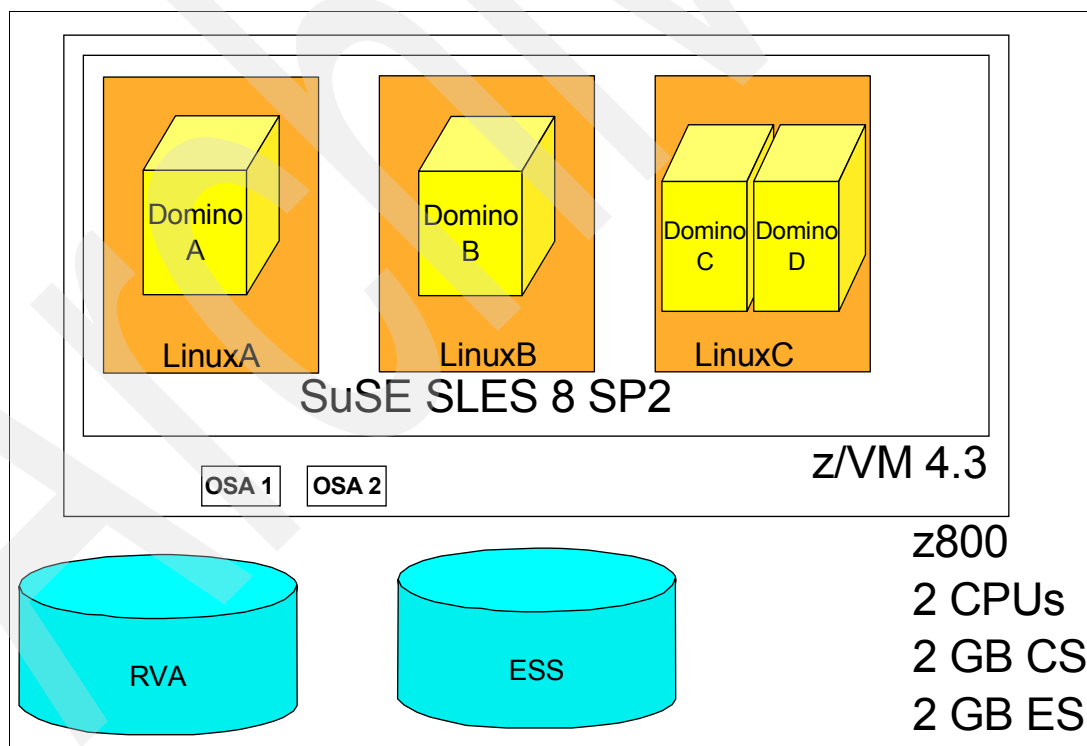 Domino
A
Domino
B
Domino
C
Domino
D
LinuxA
LinuxB
LinuxC
SuSE SLES 8 SP2
z/VM 4.3
OSA 1
OSA 2
z800
2 CPUs
2 GB CS
2 GB ES
RVA
ESS